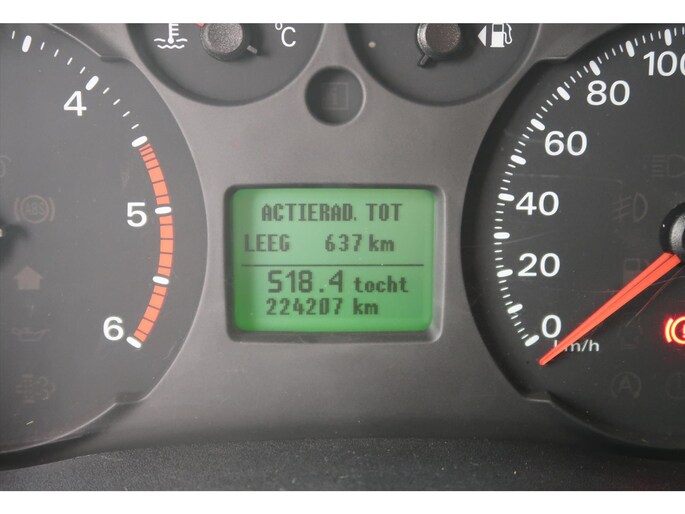 °C
100
80
60
40
20
0
km/h
4
5
6
ABS
ACTIERAD. TOT
LEEG 637 km
518.4 tocht
224207 km